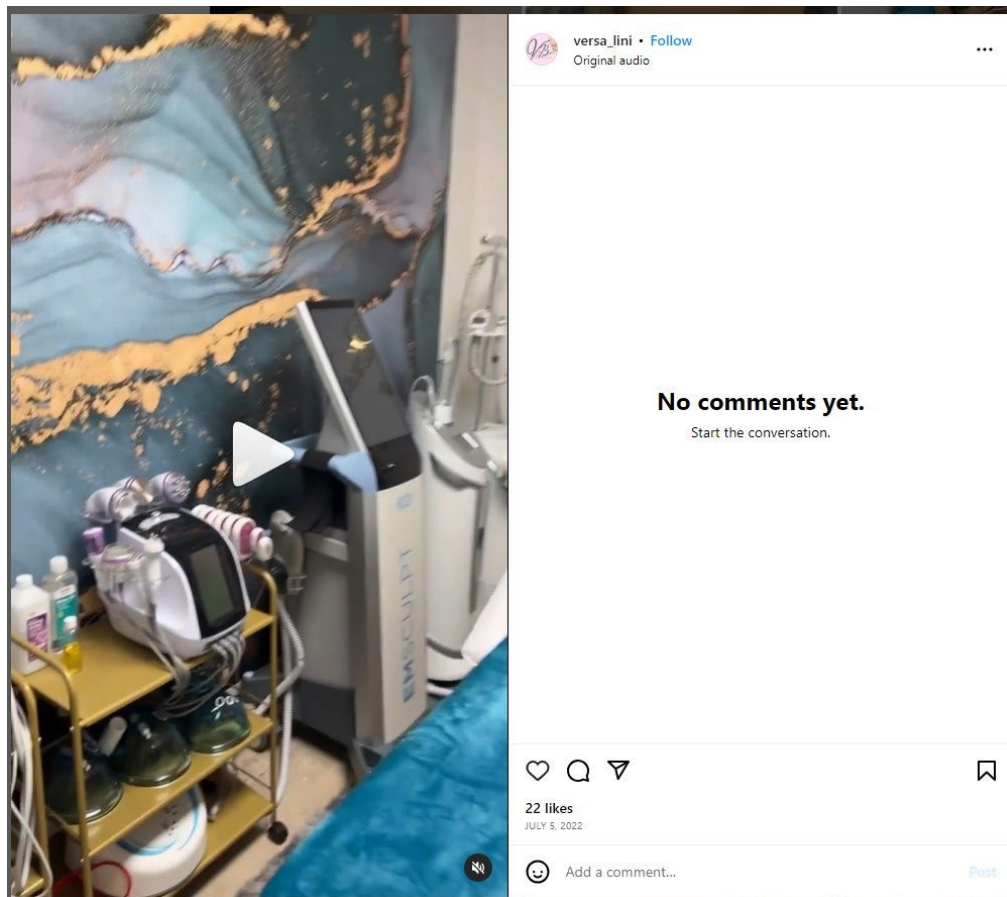 versa_lini • Follow
Original audio
EMSCULPT
No comments yet.
Start the conversation.
22 likes
JULY 5, 2022
Add a comment...
Post